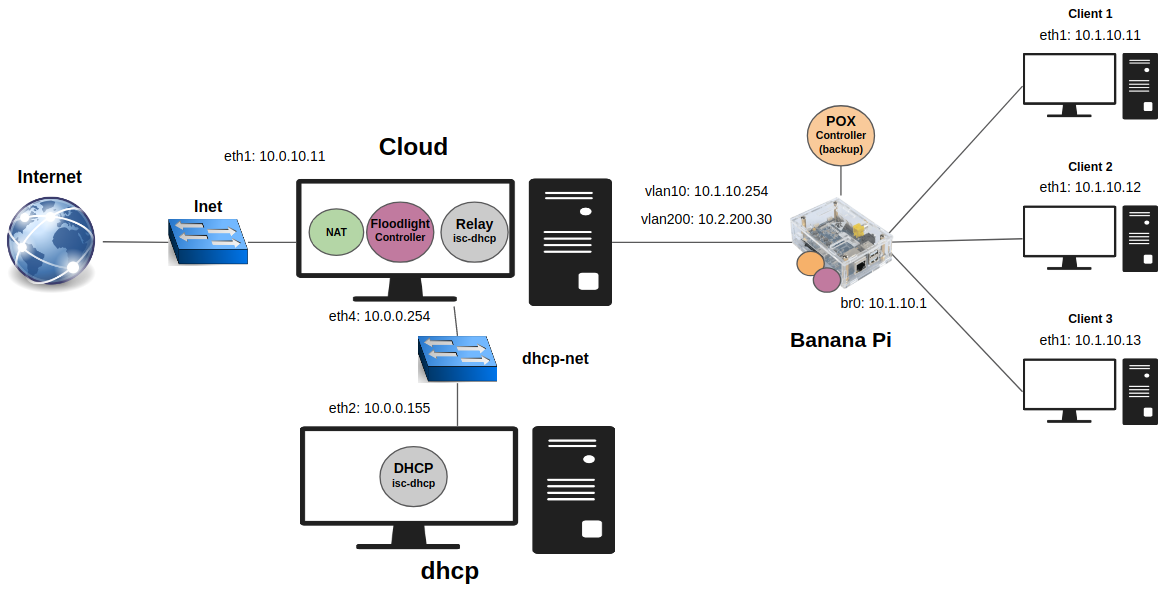 Internet
Inet
eth1: 10.0.10.11
Cloud
NAT
Floodlight
Controller
Relay
isc-dhcp
eth4: 10.0.0.254
dhcp-net
eth2: 10.0.0.155
DHCP
isc-dhcp
dhcp
vlan10: 10.1.10.254
vlan200: 10.2.200.30
POX
Controller
(backup)
br0: 10.1.10.1
Banana Pi
Client 1
eth1: 10.1.10.11
Client 2
eth1: 10.1.10.12
Client 3
eth1: 10.1.10.13